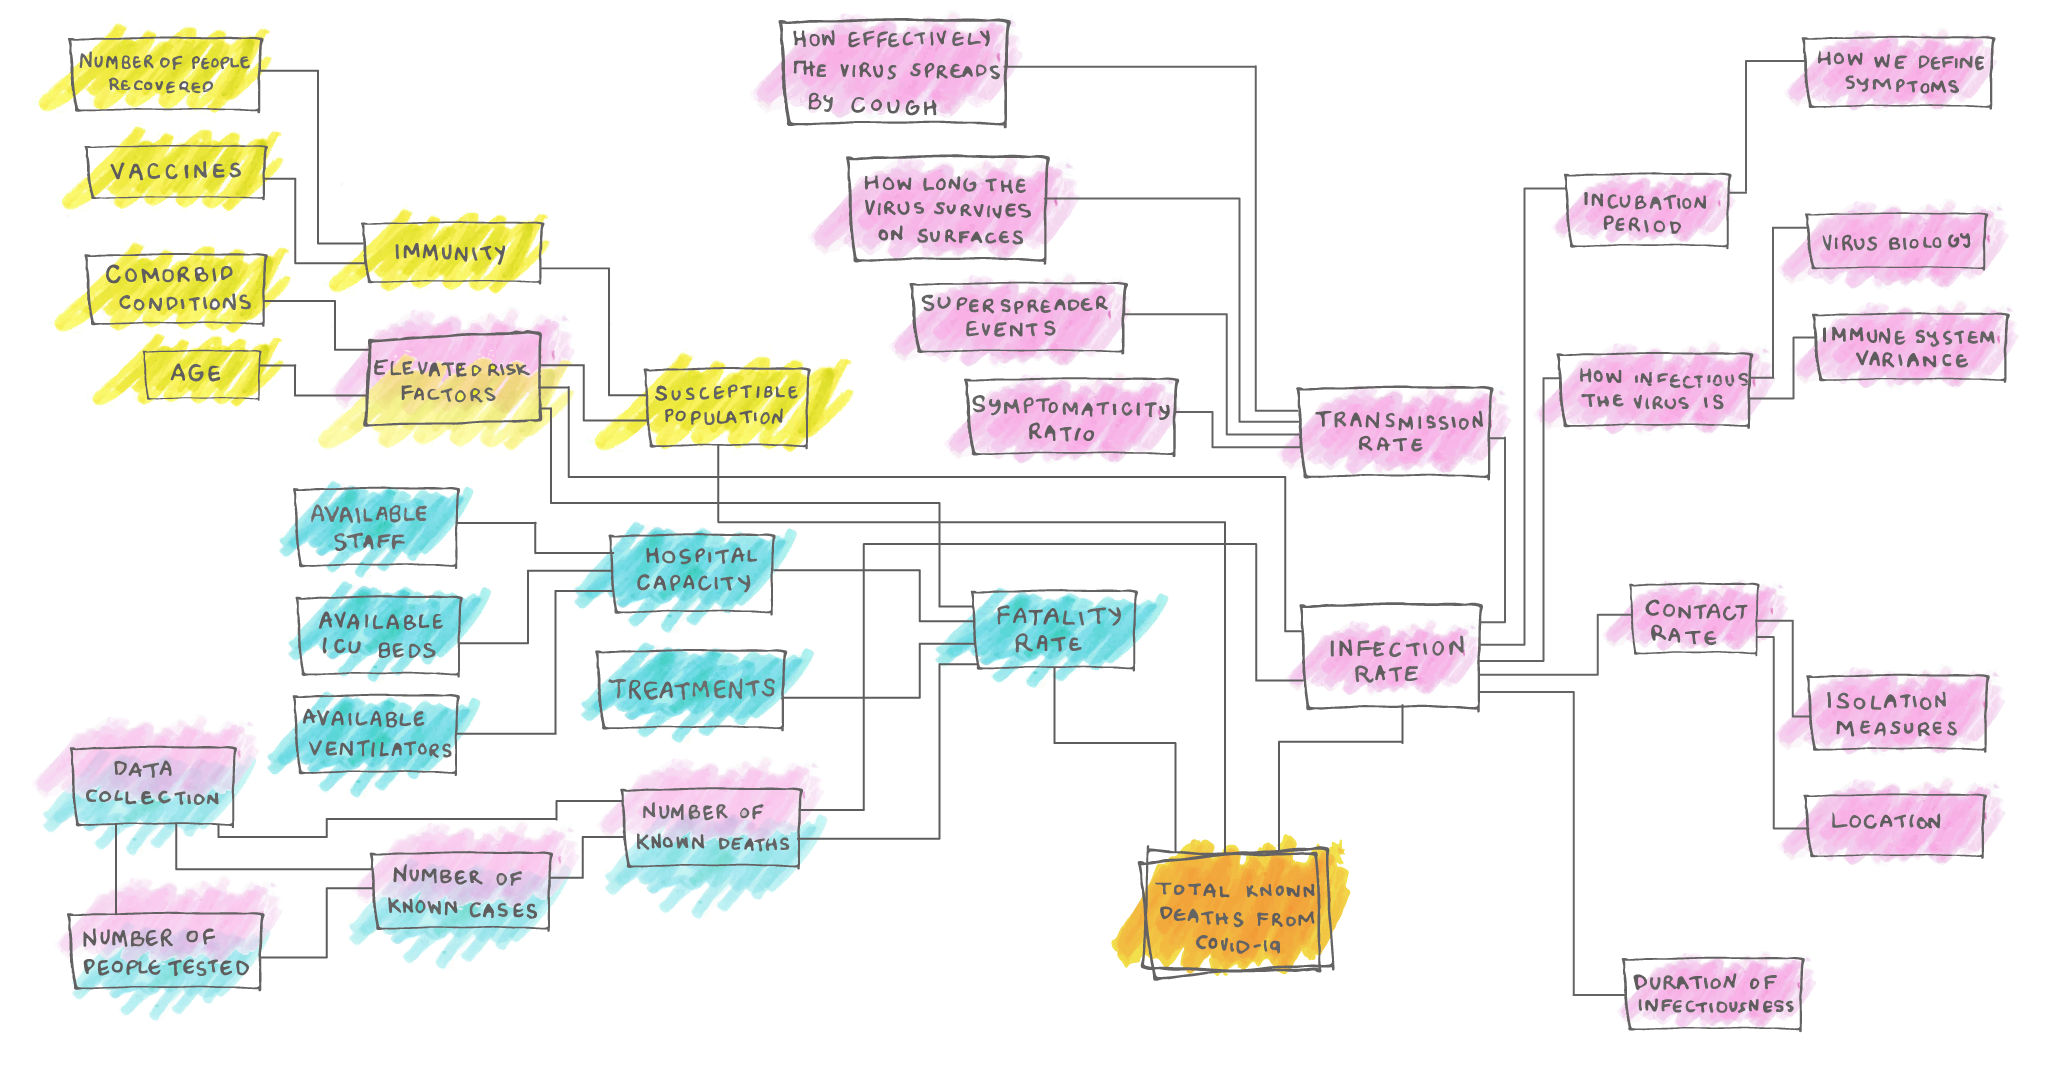 NUMBER OF PEOPLE
RECOVERED
VACCINES
COMORBID
CONDITIONS
AGE
IMMUNITY
ELEVATED RISK
FACTORS
SUSCEPTIBLE
POPULATION
HOW EFFECTIVELY
THE VIRUS SPREADS
BY COUGH
HOW LONG THE
VIRUS SURVIVES
ON SURFACES
SUPERSPREADER
EVENTS
SYMPTOMATICITY
RATIO
TRANSMISSION
RATE
HOW WE DEFINE
SYMPTOMS
INCUBATION
PERIOD
VIRUS BIOLOGY
IMMUNE SYSTEM
VARIANCE
HOW INFECTIOUS
THE VIRUS IS
AVAILABLE
STAFF
AVAILABLE
ICU BEDS
AVAILABLE
VENTILATORS
HOSPITAL
CAPACITY
TREATMENTS
FATALITY
RATE
INFECTION
RATE
CONTACT
RATE
ISOLATION
MEASURES
LOCATION
DURATION OF
INFECTIOUSNESS
DATA
COLLECTION
NUMBER OF
PEOPLE TESTED
NUMBER OF
KNOWN CASES
NUMBER OF
KNOWN DEATHS
TOTAL KNOWN
DEATHS FROM
COVID-19